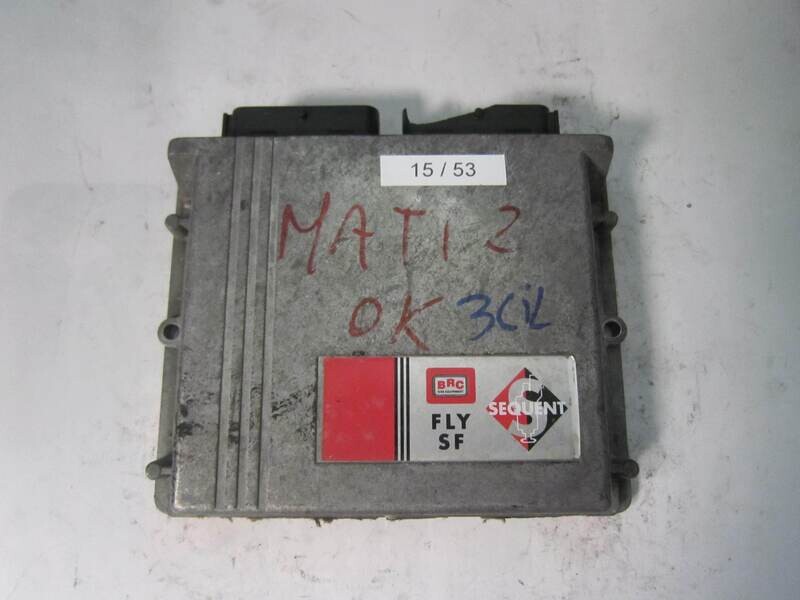 15 / 53
MATIZ
OK 3CIL
BRC
FLY
SF
SEQUENT
S